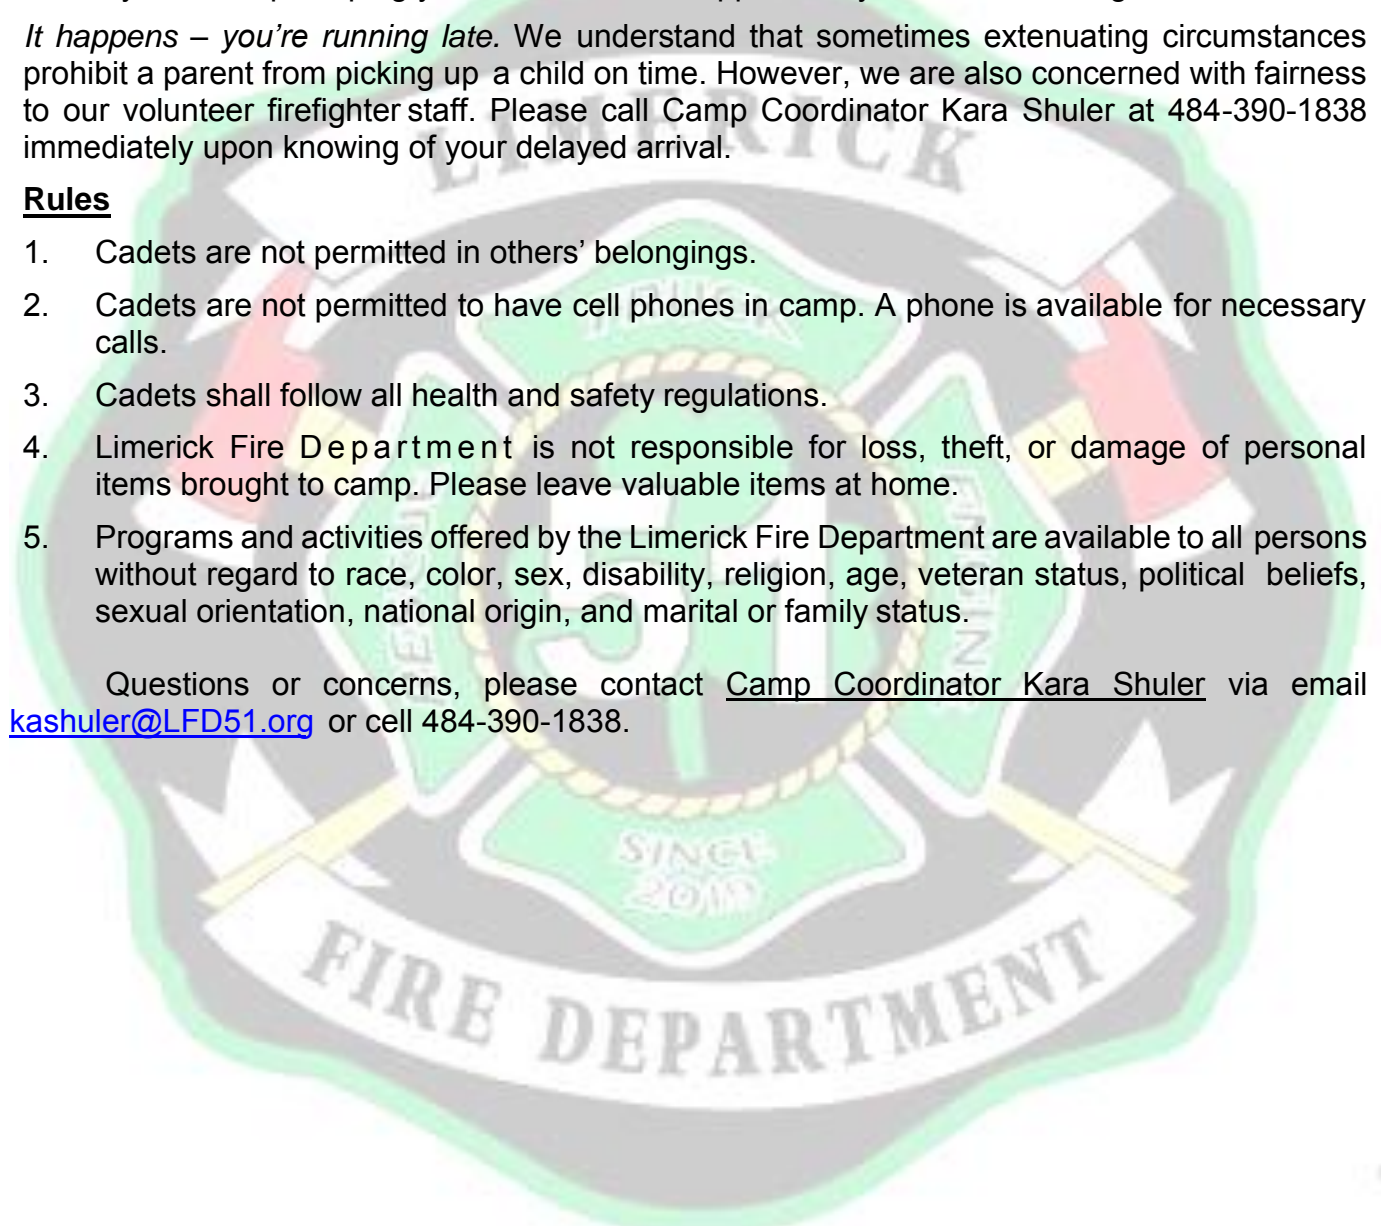 It happens – you’re running late. We understand that sometimes extenuating circumstances
prohibit a parent from picking up a child on time. However, we are also concerned with fairness
to our volunteer firefighter staff. Please call Camp Coordinator Kara Shuler at 484-390-1838
immediately upon knowing of your delayed arrival.
LIMERICK
Rules
1. Cadets are not permitted in others’ belongings.
2. Cadets are not permitted to have cell phones in camp. A phone is available for necessary
calls.
TRUCK
3. Cadets shall follow all health and safety regulations.
4. Limerick Fire Department is not responsible for loss, theft, or damage of personal
items brought to camp. Please leave valuable items at home.
5. Programs and activities offered by the Limerick Fire Department are available to all persons
without regard to race, color, sex, disability, religion, age, veteran status, political beliefs,
sexual orientation, national origin, and marital or family status.
RESCUE
51
ENGINE
Questions or concerns, please contact Camp Coordinator Kara Shuler via email
kashuler@LFD51.org or cell 484-390-1838.
SINCE
FIRE DEPARTMENT